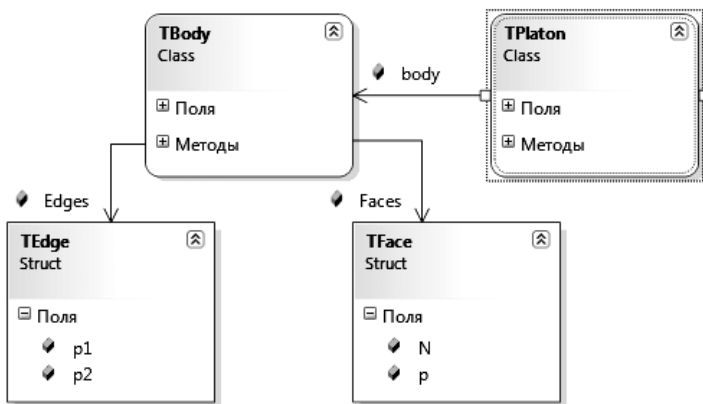 TBody
Class
Поля
Методы
body
TPlaton
Class
Поля
Методы
Edges
Faces
TEdge
Struct
Поля
p1
p2
TFace
Struct
Поля
N
p